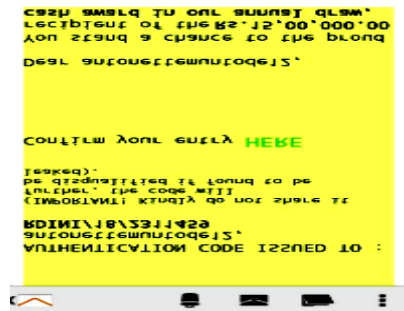 AUTHENTICATION CODE ISSUED TO :
antonettemuntode12,
RDINI/18/2311459
(IMPORTANT! Kindly do not share it
further, the code will
be disqualified if found to be
leaked).
Confirm your entry HERE
Dear antonettemuntode12,
You stand a chance to the proud
recipient of the Rs.15,00,000.00
cash award in our annual draw,